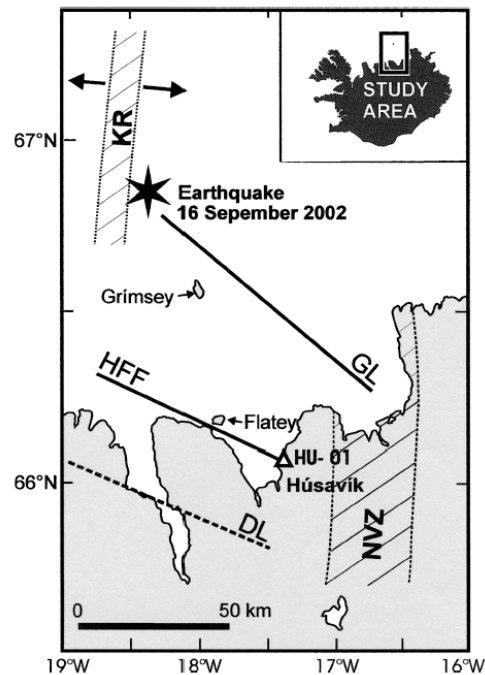 STUDY
AREA
67°N
KR
Earthquake
16 Sepember 2002
Grímsey
HFF
GL
Flatey
HU-01
66°N
Húsavík
DL
NVZ
0 50 km
19°W 18°W 17°W 16°W